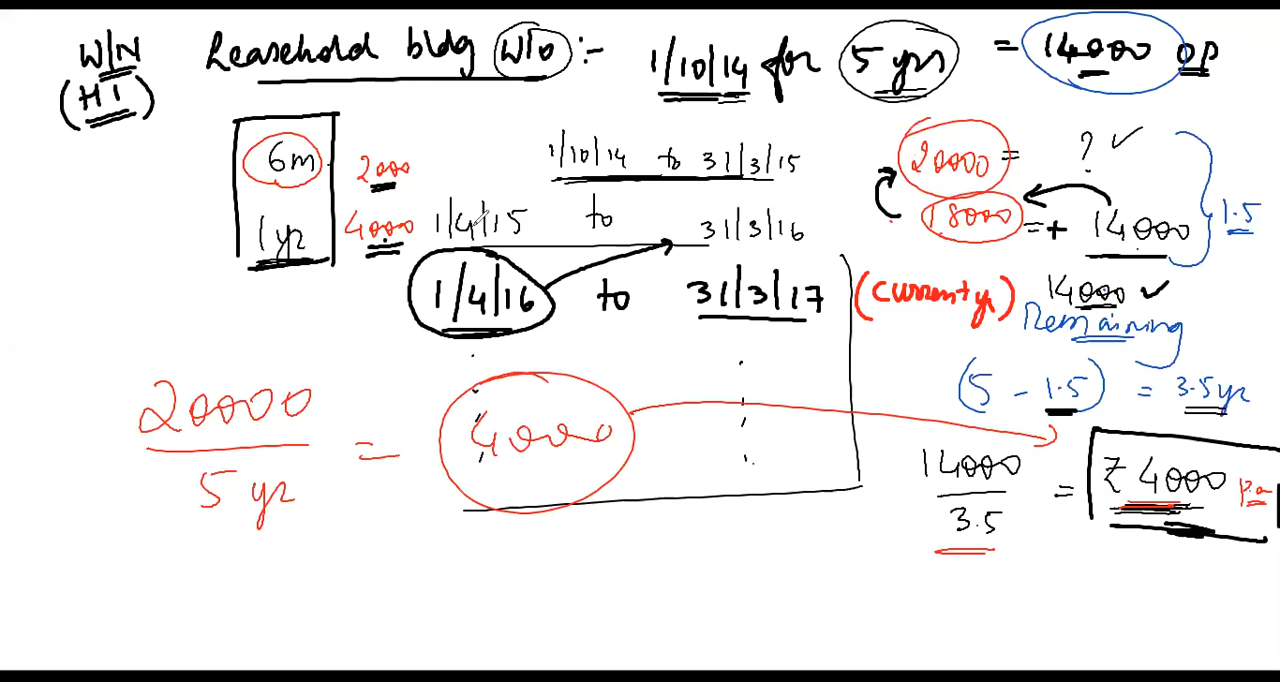 W/N Leasehold bldg w/o :- 1/10/14 for 5 yrs = 14000 op
(H1)
6m 2000 1/10/14 to 31/3/15 20000 = ? ✓
1yr 4000 1/4/15 to 31/3/16 18000 = + 14000 1.5
1/4/16 to 31/3/17 (Current yr) 14000 ✓
Remaining
(5 - 1.5) = 3.5 yr
20000 / 5 yr = 4000
14000 / 3.5 = ₹ 4000 p.a